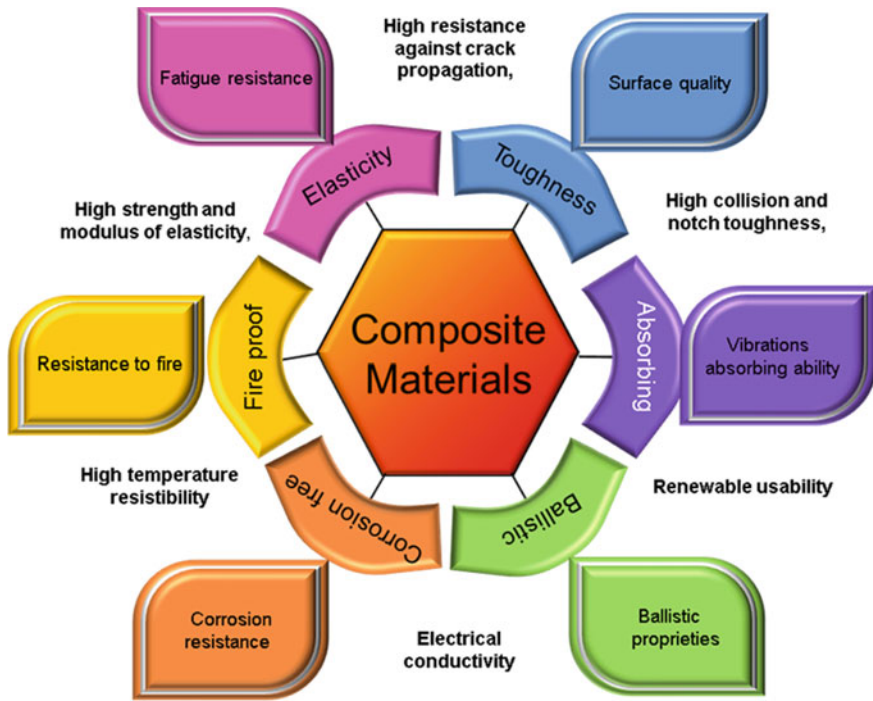 High resistance
against crack
propagation,
Fatigue resistance
Surface quality
Elasticity
Toughness
High strength and
modulus of elasticity,
High collision and
notch toughness,
Fire proof
Composite
Materials
Absorbing
Resistance to fire
Vibrations
absorbing ability
High temperature
resistibility
Renewable usability
Corrosion free
Ballistic
Corrosion
resistance
Electrical
conductivity
Ballistic
proprieties